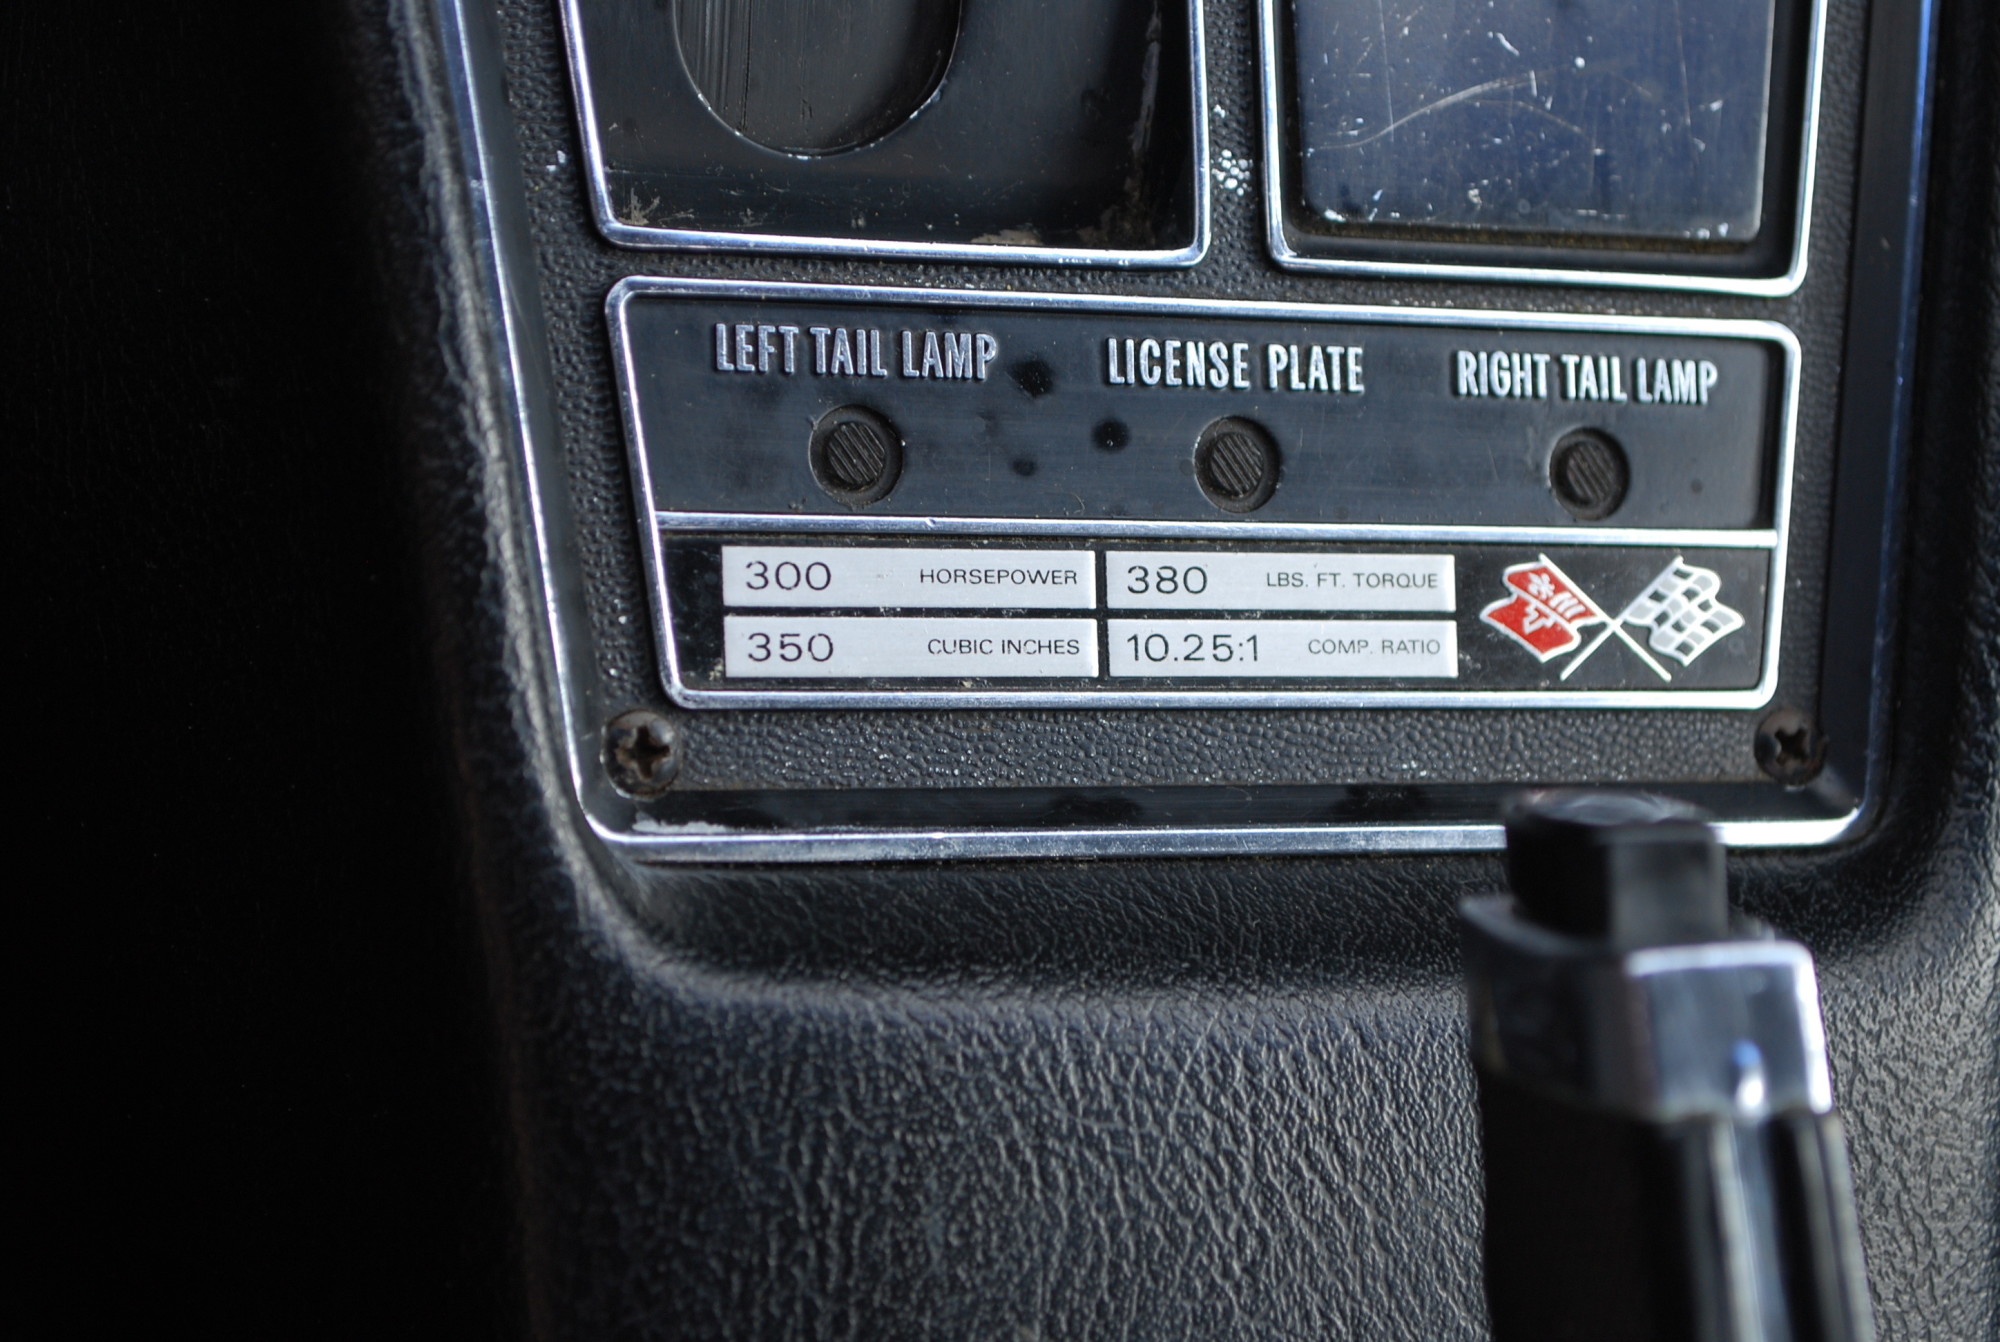 LEFT TAIL LAMP LICENSE PLATE RIGHT TAIL LAMP
300 HORSEPOWER 380 LBS. FT. TORQUE
350 CUBIC INCHES 10.25:1 COMP. RATIO